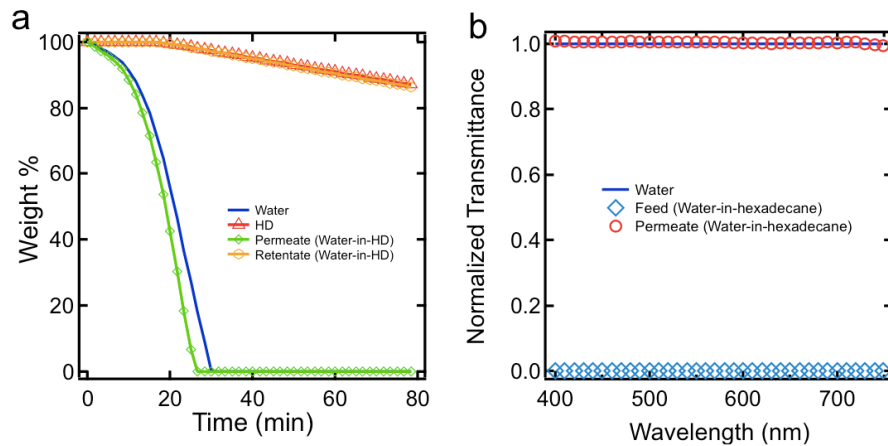 a
100
80
60
40
20
0
Weight %
Water
HD
Permeate (Water-in-HD)
Retentate (Water-in-HD)
0 20 40 60 80
Time (min)
b
1.0
0.8
0.6
0.4
0.2
0.0
Normalized Transmittance
Water
Feed (Water-in-hexadecane)
Permeate (Water-in-hexadecane)
400 500 600 700
Wavelength (nm)